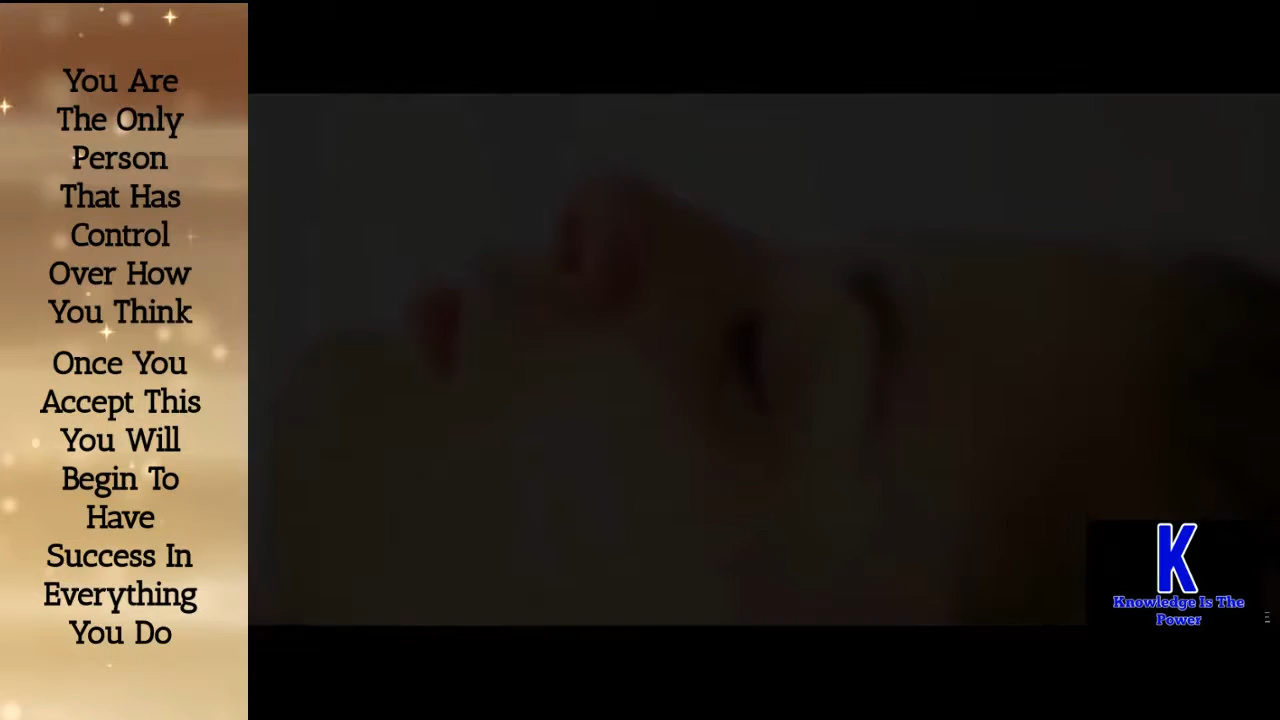 You Are
The Only
Person
That Has
Control
Over How
You Think
Once You
Accept This
You Will
Begin To
Have
Success In
Everything
You Do
K
Knowledge Is The
Power